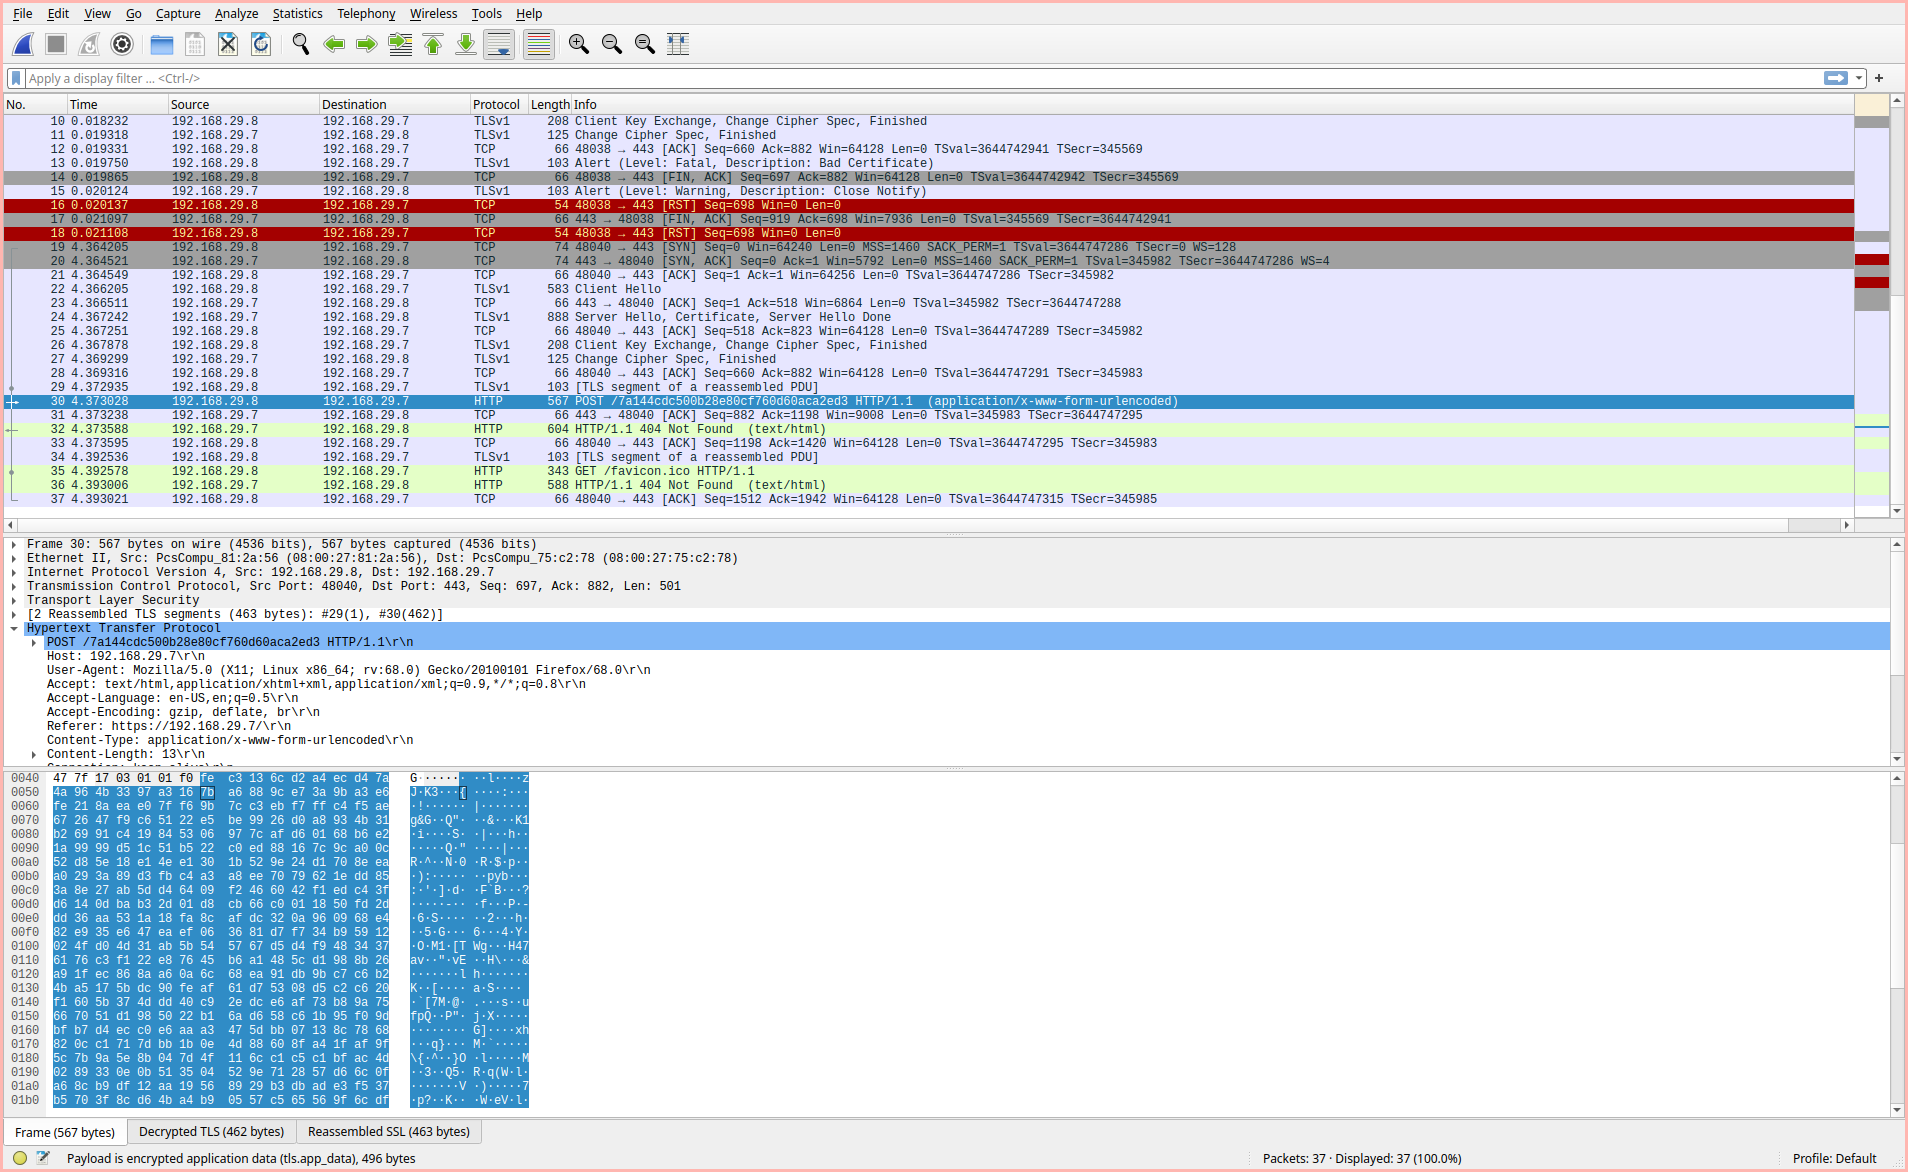 File Edit View Go Capture Analyze Statistics Telephony Wireless Tools Help
Apply a display filter ... <Ctrl-/>
No. Time Source Destination Protocol Length Info
10 0.018232 192.168.29.8 192.168.29.7 TLSv1 208 Client Key Exchange, Change Cipher Spec, Finished
11 0.019318 192.168.29.7 192.168.29.8 TLSv1 125 Change Cipher Spec, Finished
12 0.019331 192.168.29.8 192.168.29.7 TCP 66 48038 → 443 [ACK] Seq=660 Ack=882 Win=64128 Len=0 TSval=3644742941 TSecr=345569
13 0.019750 192.168.29.8 192.168.29.7 TLSv1 103 Alert (Level: Fatal, Description: Bad Certificate)
14 0.019865 192.168.29.8 192.168.29.7 TCP 66 48038 → 443 [FIN, ACK] Seq=697 Ack=882 Win=64128 Len=0 TSval=3644742942 TSecr=345569
15 0.020124 192.168.29.7 192.168.29.8 TLSv1 103 Alert (Level: Warning, Description: Close Notify)
16 0.020137 192.168.29.8 192.168.29.7 TCP 54 48038 → 443 [RST] Seq=698 Win=0 Len=0
17 0.021097 192.168.29.7 192.168.29.8 TCP 66 443 → 48038 [FIN, ACK] Seq=919 Ack=698 Win=7936 Len=0 TSval=345569 TSecr=3644742941
18 0.021108 192.168.29.8 192.168.29.7 TCP 54 48038 → 443 [RST] Seq=698 Win=0 Len=0
19 4.364205 192.168.29.8 192.168.29.7 TCP 74 48040 → 443 [SYN] Seq=0 Win=64240 Len=0 MSS=1460 SACK_PERM=1 TSval=3644747286 TSecr=0 WS=128
20 4.364521 192.168.29.7 192.168.29.8 TCP 74 443 → 48040 [SYN, ACK] Seq=0 Ack=1 Win=5792 Len=0 MSS=1460 SACK_PERM=1 TSval=345982 TSecr=3644747286 WS=4
21 4.364549 192.168.29.8 192.168.29.7 TCP 66 48040 → 443 [ACK] Seq=1 Ack=1 Win=64256 Len=0 TSval=3644747286 TSecr=345982
22 4.366205 192.168.29.8 192.168.29.7 TLSv1 583 Client Hello
23 4.366511 192.168.29.7 192.168.29.8 TCP 66 443 → 48040 [ACK] Seq=1 Ack=518 Win=6864 Len=0 TSval=345982 TSecr=3644747288
24 4.367242 192.168.29.7 192.168.29.8 TLSv1 888 Server Hello, Certificate, Server Hello Done
25 4.367251 192.168.29.8 192.168.29.7 TCP 66 48040 → 443 [ACK] Seq=518 Ack=823 Win=64128 Len=0 TSval=3644747289 TSecr=345982
26 4.367878 192.168.29.8 192.168.29.7 TLSv1 208 Client Key Exchange, Change Cipher Spec, Finished
27 4.369299 192.168.29.7 192.168.29.8 TLSv1 125 Change Cipher Spec, Finished
28 4.369316 192.168.29.8 192.168.29.7 TCP 66 48040 → 443 [ACK] Seq=660 Ack=882 Win=64128 Len=0 TSval=3644747291 TSecr=345983
29 4.372935 192.168.29.8 192.168.29.7 TLSv1 103 [TLS segment of a reassembled PDU]
30 4.373028 192.168.29.8 192.168.29.7 HTTP 567 POST /7a144cdc500b28e80cf760d60aca2ed3 HTTP/1.1  (application/x-www-form-urlencoded)
31 4.373238 192.168.29.7 192.168.29.8 TCP 66 443 → 48040 [ACK] Seq=882 Ack=1198 Win=9008 Len=0 TSval=345983 TSecr=3644747295
32 4.373588 192.168.29.7 192.168.29.8 HTTP 604 HTTP/1.1 404 Not Found  (text/html)
33 4.373595 192.168.29.8 192.168.29.7 TCP 66 48040 → 443 [ACK] Seq=1198 Ack=1420 Win=64128 Len=0 TSval=3644747295 TSecr=345983
34 4.392536 192.168.29.8 192.168.29.7 TLSv1 103 [TLS segment of a reassembled PDU]
35 4.392578 192.168.29.8 192.168.29.7 HTTP 343 GET /favicon.ico HTTP/1.1
36 4.393006 192.168.29.7 192.168.29.8 HTTP 588 HTTP/1.1 404 Not Found  (text/html)
37 4.393021 192.168.29.8 192.168.29.7 TCP 66 48040 → 443 [ACK] Seq=1512 Ack=1942 Win=64128 Len=0 TSval=3644747315 TSecr=345985
Frame 30: 567 bytes on wire (4536 bits), 567 bytes captured (4536 bits)
Ethernet II, Src: PcsCompu_81:2a:56 (08:00:27:81:2a:56), Dst: PcsCompu_75:c2:78 (08:00:27:75:c2:78)
Internet Protocol Version 4, Src: 192.168.29.8, Dst: 192.168.29.7
Transmission Control Protocol, Src Port: 48040, Dst Port: 443, Seq: 697, Ack: 882, Len: 501
Transport Layer Security
[2 Reassembled TLS segments (463 bytes): #29(1), #30(462)]
Hypertext Transfer Protocol
POST /7a144cdc500b28e80cf760d60aca2ed3 HTTP/1.1\r\n
Host: 192.168.29.7\r\n
User-Agent: Mozilla/5.0 (X11; Linux x86_64; rv:68.0) Gecko/20100101 Firefox/68.0\r\n
Accept: text/html,application/xhtml+xml,application/xml;q=0.9,*/*;q=0.8\r\n
Accept-Language: en-US,en;q=0.5\r\n
Accept-Encoding: gzip, deflate, br\r\n
Referer: https://192.168.29.7/\r\n
Content-Type: application/x-www-form-urlencoded\r\n
Content-Length: 13\r\n
0040 47 7f 17 03 01 01 f0 fe c3 13 6c d2 a4 ec d4 7a G······· ··l····z
0050 4a 96 4b 33 97 a3 16 7b a6 88 9c e7 3a 9b a3 e6 J·K3···{ ····:···
0060 fe 21 8a ea e0 7f f6 9b 7c c3 eb f7 ff c4 f5 ae ·!······ |·······
0070 67 26 47 f9 c6 51 22 e5 be 99 26 d0 a8 93 4b 31 g&G··Q"· ··&···K1
0080 b2 69 91 c4 19 84 53 06 97 7c af d6 01 68 b6 e2 ·i····S· ·|···h··
0090 1a 99 99 d5 1c 51 b5 22 c0 ed 88 16 7c 9c a0 0c ·····Q·" ····|···
00a0 52 d8 5e 18 e1 4e e1 30 1b 52 9e 24 d1 70 8e ea R·^··N·0 ·R·$·p··
00b0 a0 29 3a 89 d3 fb c4 a3 a8 ee 70 79 62 1e dd 85 ·):····· ··pyb···
00c0 3a 8e 27 ab 5d d4 64 09 f2 46 60 42 f1 ed c4 3f :·'·]·d· ·F`B···?
00d0 d6 14 0d ba b3 2d 01 d8 cb 66 c0 01 18 50 fd 2d ·····-·· ·f···P·-
00e0 dd 36 aa 53 1a 18 fa 8c af dc 32 0a 96 09 68 e4 ·6·S···· ··2···h·
00f0 82 e9 35 e6 47 ea ef 06 36 81 d7 f7 34 b9 59 12 ··5·G··· 6···4·Y·
0100 02 4f d0 4d 31 ab 5b 54 57 67 d5 d4 f9 48 34 37 ·O·M1·[T Wg···H47
0110 61 76 c3 f1 22 e8 76 45 b6 a1 48 5c d1 98 8b 26 av··"·vE ··H\···&
0120 a9 1f ec 86 8a a6 0a 6c 68 ea 91 db 9b c7 c6 b2 ·······l h·······
0130 4b a5 17 5b dc 90 fe af 61 d7 53 08 d5 c2 c6 20 K··[···· a·S····
0140 f1 60 5b 37 4d dd 40 c9 2e dc e6 af 73 b8 9a 75 ·`[7M·@· .···s··u
0150 66 70 51 d1 98 50 22 b1 6a d6 58 c6 1b 95 f0 9d fpQ··P"· j·X·····
0160 bf b7 d4 ec c0 e6 aa a3 47 5d bb 07 13 8c 78 68 ········ G]····xh
0170 82 0c c1 71 7d bb 1b 0e 4d 88 60 8f a4 1f af 9f ···q}··· M·`·····
0180 5c 7b 9a 5e 8b 04 7d 4f 11 6c c1 c5 c1 bf ac 4d \{·^··}O ·l·····M
0190 02 89 33 0e 0b 51 35 04 52 9e 71 28 57 d6 6c 0f ··3··Q5· R·q(W·l·
01a0 a6 8c b9 df 12 aa 19 56 89 29 b3 db ad e3 f5 37 ·······V ·)·····7
01b0 b5 70 3f 8c d6 4b a4 b9 05 57 c5 65 56 9f 6c df ·p?··K·· ·W·eV·l·
Frame (567 bytes) Decrypted TLS (462 bytes) Reassembled SSL (463 bytes)
Payload is encrypted application data (tls.app_data), 496 bytes Packets: 37 · Displayed: 37 (100.0%) Profile: Default